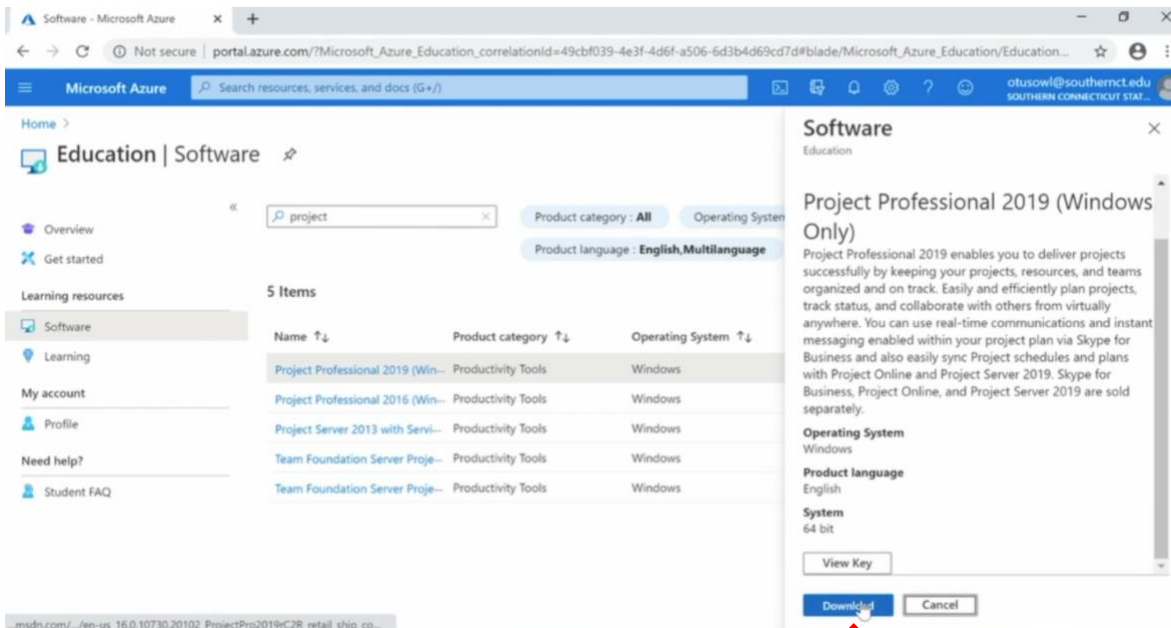 Software - Microsoft Azure
Not secure | portal.azure.com/?Microsoft_Azure_Education_correlationId=49cbf039-4e3f-4d6f-a506-6d3b4d69cd7d#blade/Microsoft_Azure_Education/Education...
Microsoft Azure
Search resources, services, and docs (G+/)
otusowl@southernct.edu
SOUTHERN CONNECTICUT STAT...
Home >
Education | Software
Overview
Get started
Learning resources
Software
Learning
My account
Profile
Need help?
Student FAQ
project
Product category : All
Operating System
Product language : English,Multilanguage
5 Items
Name Product category Operating System
Project Professional 2019 (Win... Productivity Tools Windows
Project Professional 2016 (Win... Productivity Tools Windows
Project Server 2013 with Servi... Productivity Tools Windows
Team Foundation Server Proje... Productivity Tools Windows
Team Foundation Server Proje... Productivity Tools Windows
Software
Education
Project Professional 2019 (Windows
Only)
Project Professional 2019 enables you to deliver projects
successfully by keeping your projects, resources, and teams
organized and on track. Easily and efficiently plan projects,
track status, and collaborate with others from virtually
anywhere. You can use real-time communications and instant
messaging enabled within your project plan via Skype for
Business and also easily sync Project schedules and plans
with Project Online and Project Server 2019. Skype for
Business, Project Online, and Project Server 2019 are sold
separately.
Operating System
Windows
Product language
English
System
64 bit
View Key
Download
Cancel
msdn.com/.../en-us_16.0.10730.20102_ProjectPro2019rC2R_retail_ship_co...